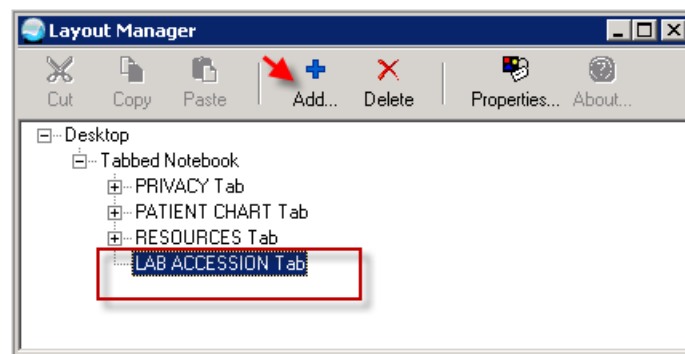 Layout Manager
Cut Copy Paste Add... Delete Properties... About...
Desktop
Tabbed Notebook
PRIVACY Tab
PATIENT CHART Tab
RESOURCES Tab
LAB ACCESSION Tab